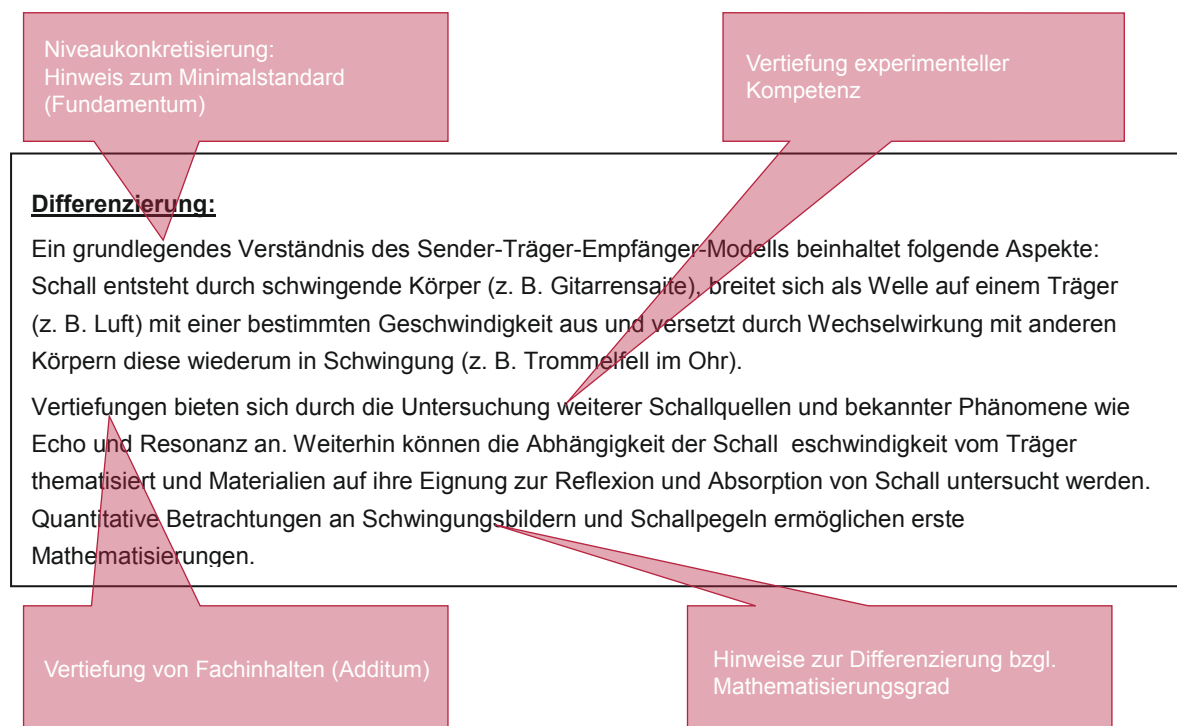 Niveaukonkretisierung:
Hinweis zum Minimalstandard
(Fundamentum)
Vertiefung experimenteller
Kompetenz
Differenzierung:
Ein grundlegendes Verständnis des Sender-Träger-Empfänger-Modells beinhaltet folgende Aspekte:
Schall entsteht durch schwingende Körper (z. B. Gitarrensaite), breitet sich als Welle auf einem Träger
(z. B. Luft) mit einer bestimmten Geschwindigkeit aus und versetzt durch Wechselwirkung mit anderen
Körpern diese wiederum in Schwingung (z. B. Trommelfell im Ohr).
Vertiefungen bieten sich durch die Untersuchung weiterer Schallquellen und bekannter Phänomene wie
Echo und Resonanz an. Weiterhin können die Abhängigkeit der Schall eschwindigkeit vom Träger
thematisiert und Materialien auf ihre Eignung zur Reflexion und Absorption von Schall untersucht werden.
Quantitative Betrachtungen an Schwingungsbildern und Schallpegeln ermöglichen erste
Mathematisierungen.
Vertiefung von Fachinhalten (Additum)
Hinweise zur Differenzierung bzgl.
Mathematisierungsgrad